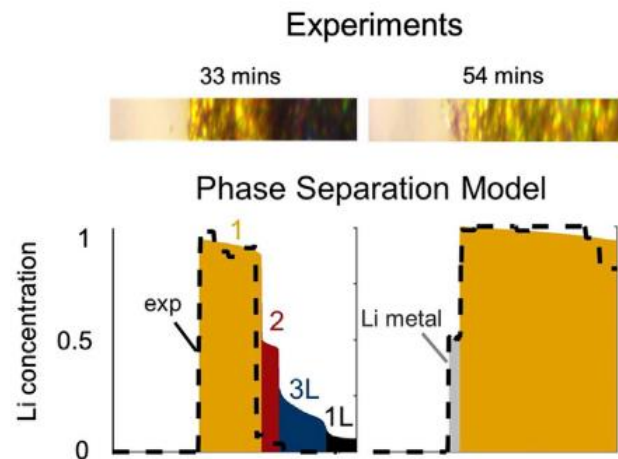 Experiments
33 mins
54 mins
Phase Separation Model
Li concentration
1
0.5
0
exp
1
2
3L
1L
Li metal